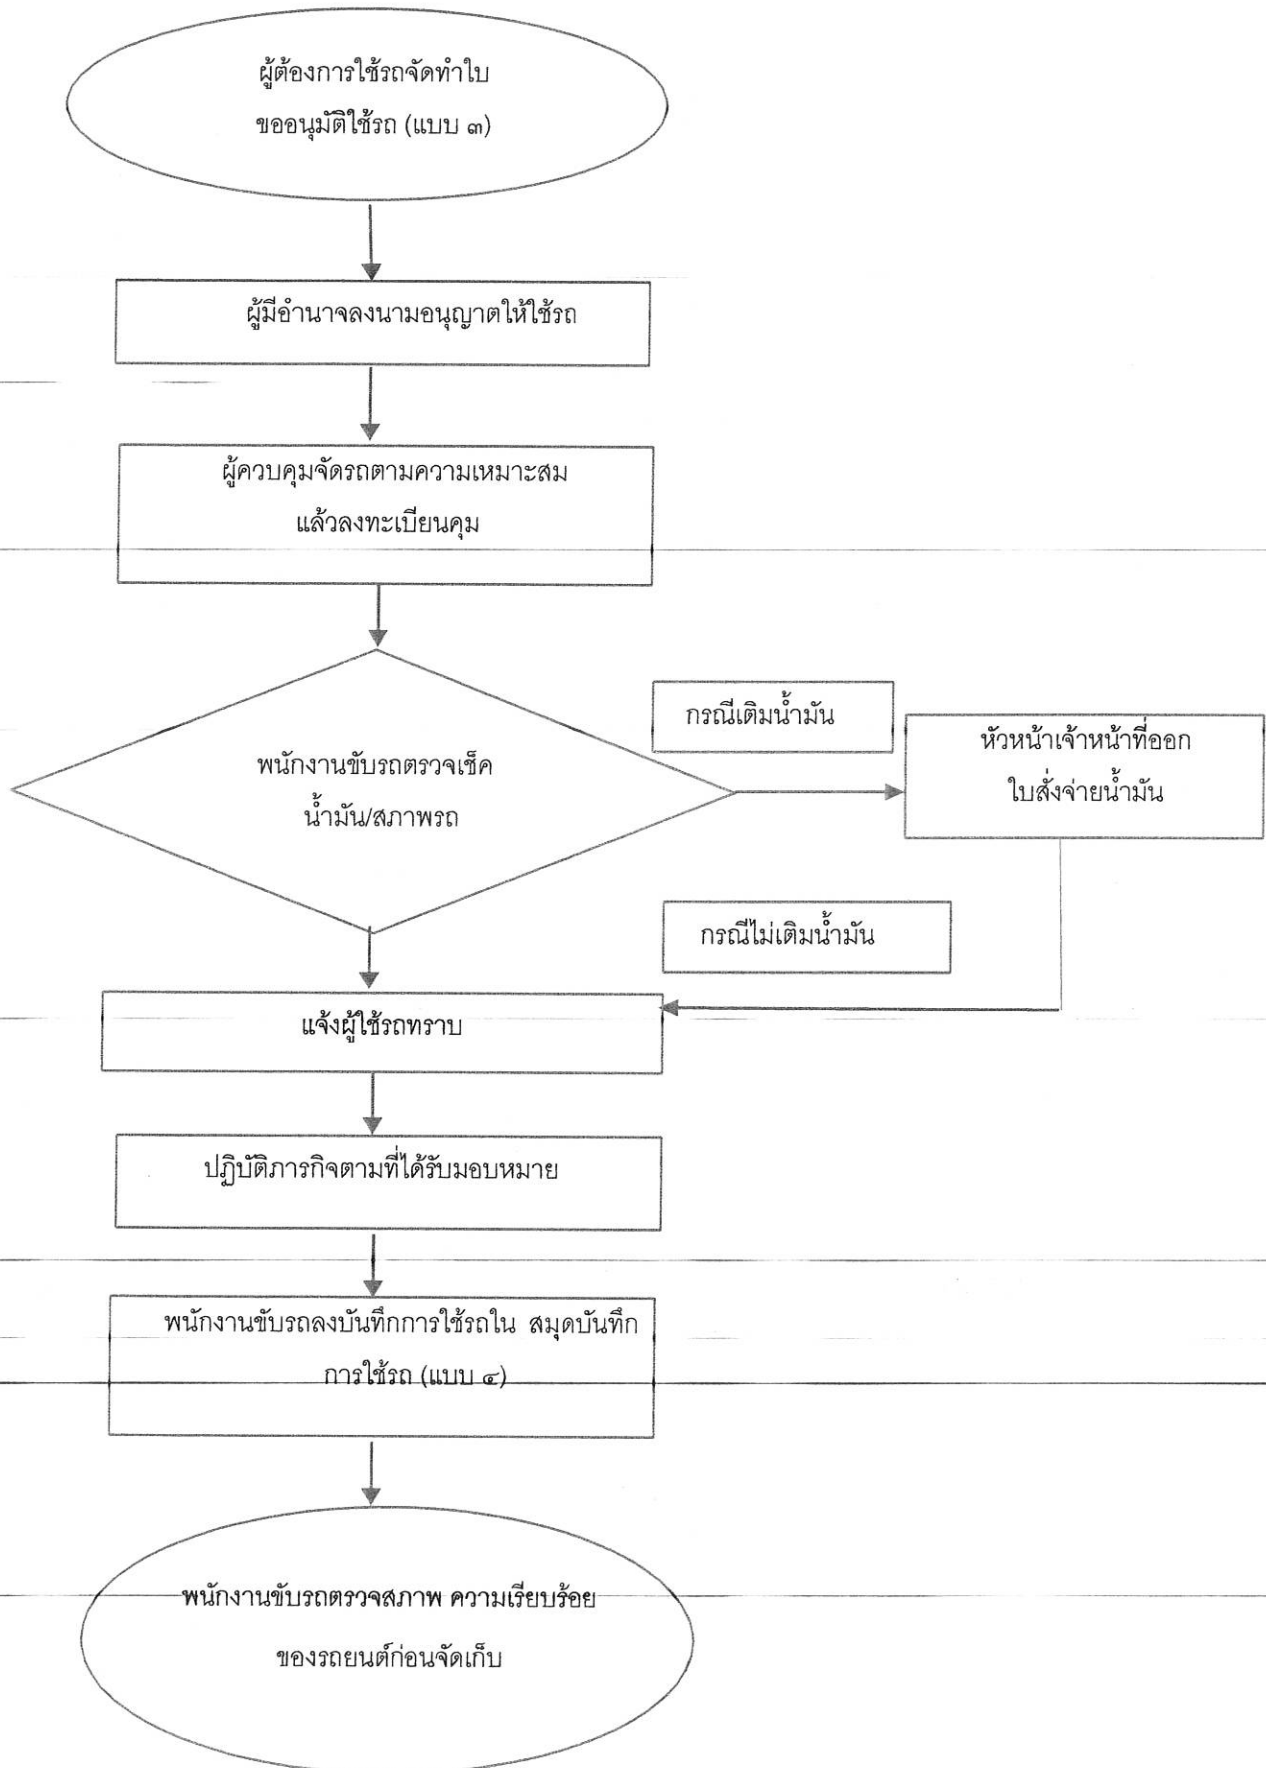 ผู้ต้องการใช้รถจัดทำใบ
ขออนุมัติใช้รถ (แบบ ๓)
ผู้มีอำนาจลงนามอนุญาตให้ใช้รถ
ผู้ควบคุมจัดรถตามความเหมาะสม
แล้วลงทะเบียนคุม
กรณีเติมน้ำมัน
หัวหน้าเจ้าหน้าที่ออก
ใบสั่งจ่ายน้ำมัน
พนักงานขับรถตรวจเช็ค
น้ำมัน/สภาพรถ
กรณีไม่เติมน้ำมัน
แจ้งผู้ใช้รถทราบ
ปฏิบัติภารกิจตามที่ได้รับมอบหมาย
พนักงานขับรถลงบันทึกการใช้รถใน สมุดบันทึก
การใช้รถ (แบบ ๔)
พนักงานขับรถตรวจสภาพ ความเรียบร้อย
ของรถยนต์ก่อนจัดเก็บ